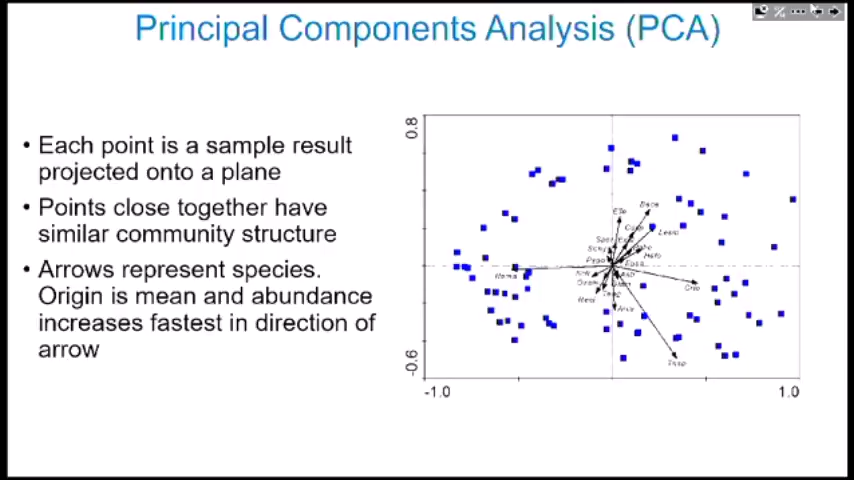 Principal Components Analysis (PCA)
• Each point is a sample result
projected onto a plane
• Points close together have
similar community structure
• Arrows represent species.
Origin is mean and abundance
increases fastest in direction of
arrow
0.8
-0.6
-1.0
1.0